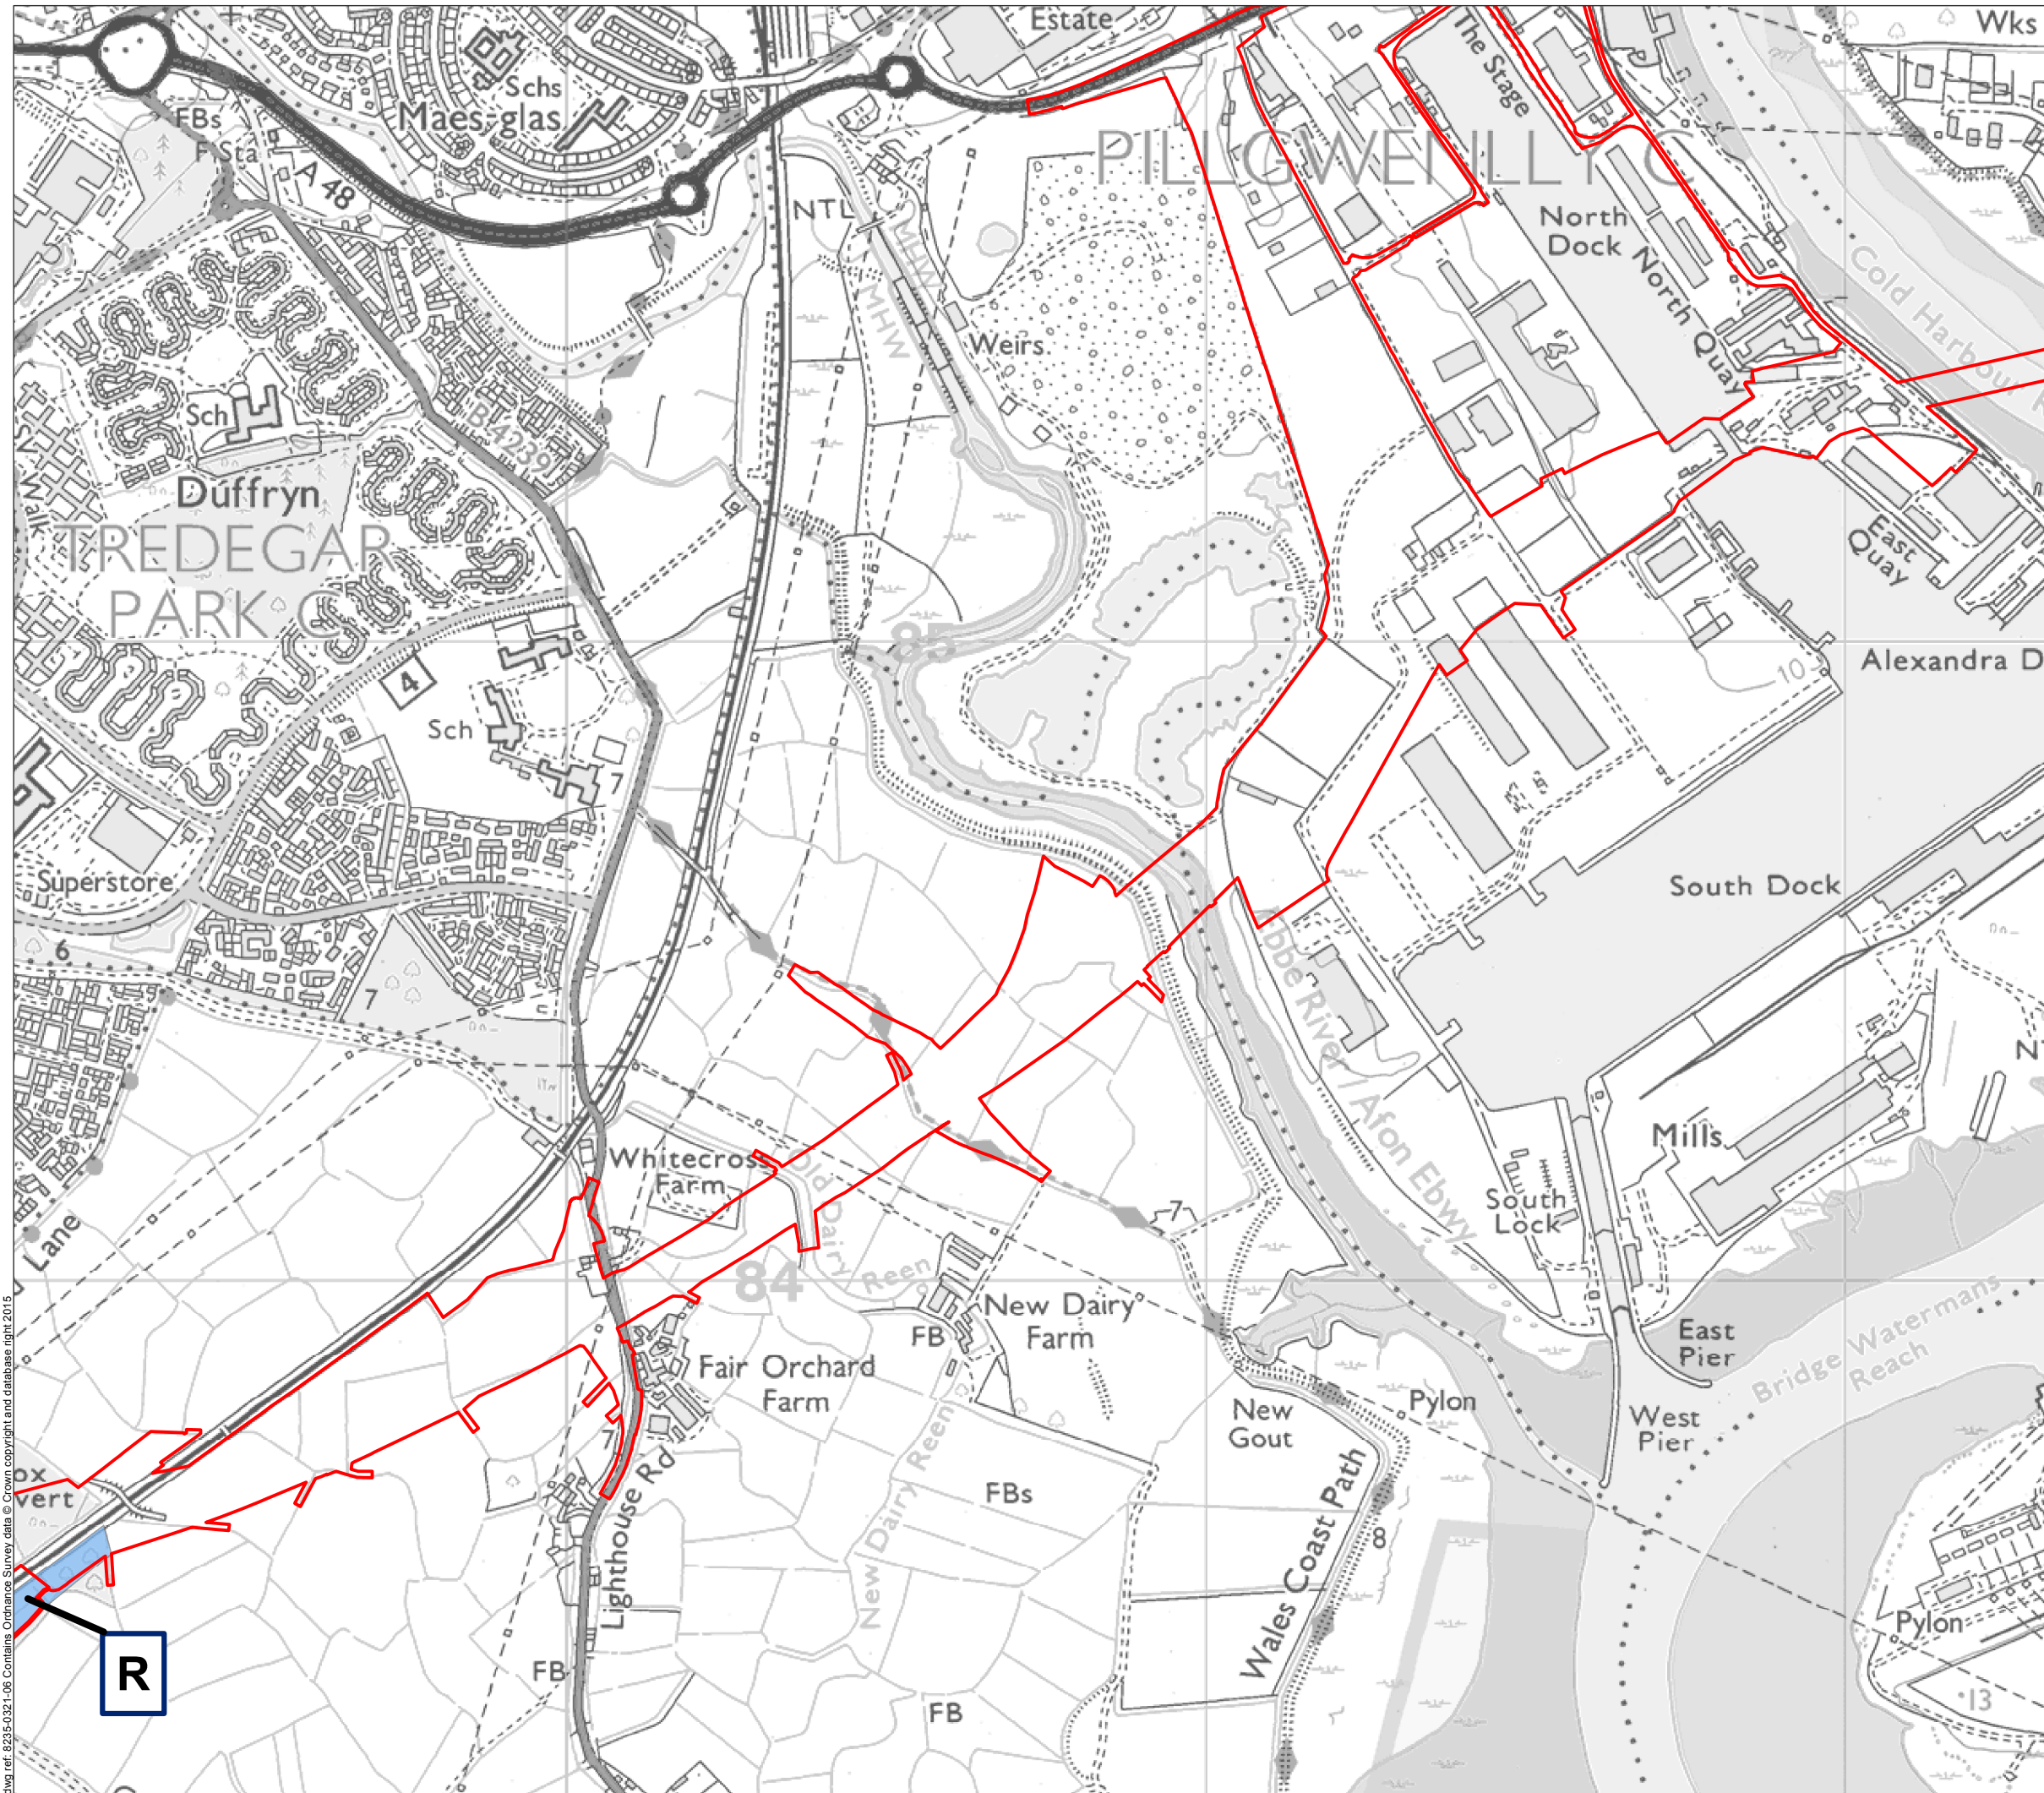 Estate
The Stage
Wks
Schs
Maes-glas
FBs
F Sta
A 48
PILLGWENLLY C
NTL
MHW
MHW
North
Dock
North Quay
Cold Harbour
Weirs
B 4239
Sch
Duffryn
TREDEGAR
PARK C
Walk
East
Quay
85
4
Sch
7
10
Alexandra D
Superstore
South Dock
6
7
Ebbw River / Afon Ebwy
Whitecross
Farm
Old Dairy
Reen
Mills
South
Lock
Lane
7
84
New Dairy
Farm
FB
East
Pier
Bridge Watermans
Reach
Fair Orchard
Farm
Pylon
New
Gout
West
Pier
ox
vert
7
Lighthouse Rd
New Dairy Reen
FBs
Wales Coast Path
8
Pylon
R
FB
FB
13
dwg ref: 8235-0321-06 Contains Ordnance Survey data © Crown copyright and database right 2015